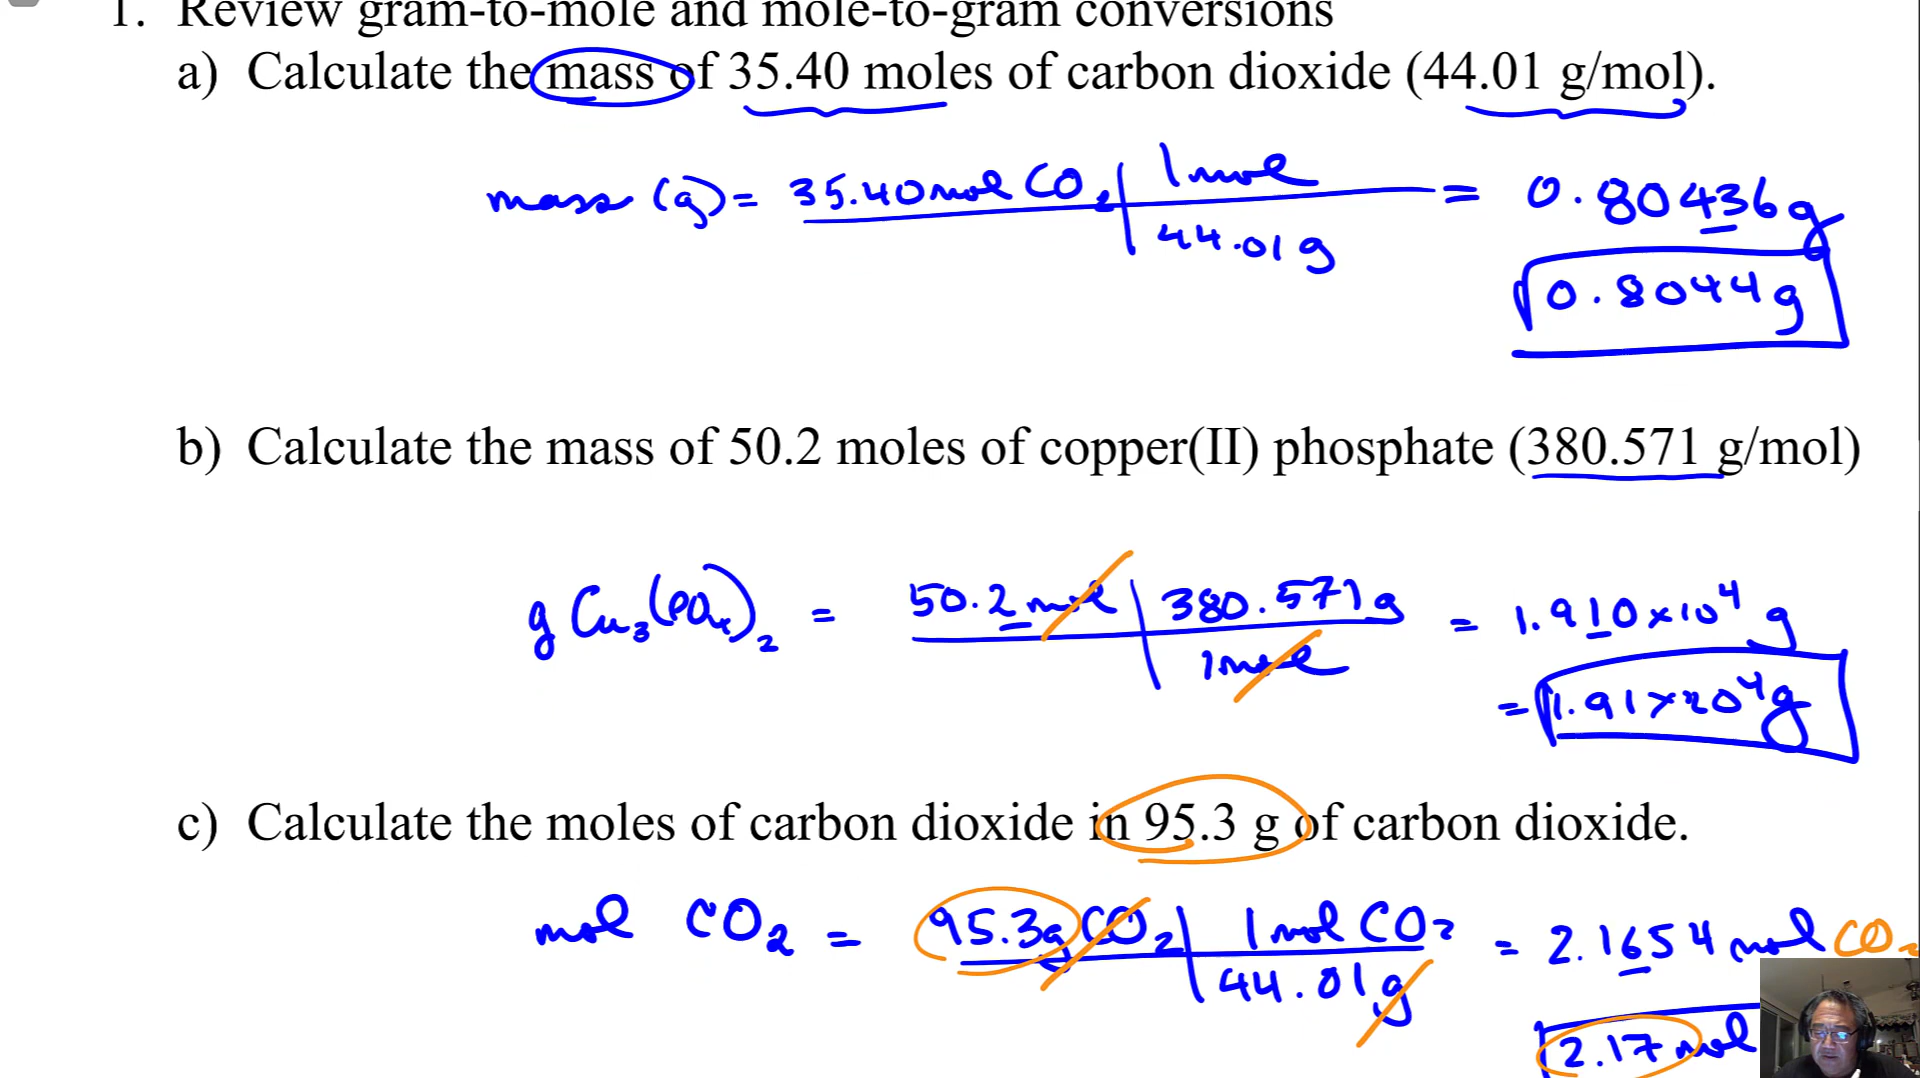 1. Review gram-to-mole and mole-to-gram conversions
a) Calculate the mass of 35.40 moles of carbon dioxide (44.01 g/mol).
mass (g) = 35.40 mol CO2 | 1 mol = 0.80436 g
44.01 g
0.8044 g
b) Calculate the mass of 50.2 moles of copper(II) phosphate (380.571 g/mol)
g Cu3(PO4)2 = 50.2 mol | 380.571 g = 1.910 x 10^4 g
1 mol
= 1.91 x 10^4 g
c) Calculate the moles of carbon dioxide in 95.3 g of carbon dioxide.
mol CO2 = 95.3g CO2 | 1 mol CO2 = 2.1654 mol CO2
44.01 g
2.17 mol